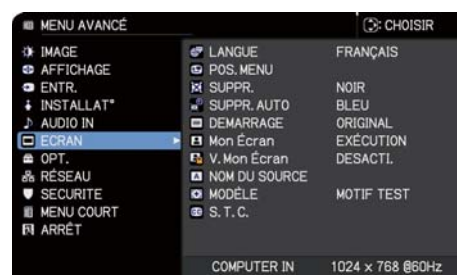 MENU AVANCÉ : CHOISIR
IMAGE LANGUE FRANÇAIS
AFFICHAGE POS. MENU
ENTR. SUPPR. NOIR
INSTALLAT° SUPPR. AUTO BLEU
AUDIO IN DEMARRAGE ORIGINAL
ECRAN Mon Écran EXÉCUTION
OPT. V. Mon Écran DESACTI.
RÉSEAU NOM DU SOURCE
SECURITE MODÈLE MOTIF TEST
MENU COURT S. T. C.
ARRÊT
COMPUTER IN 1024 x 768 @60Hz